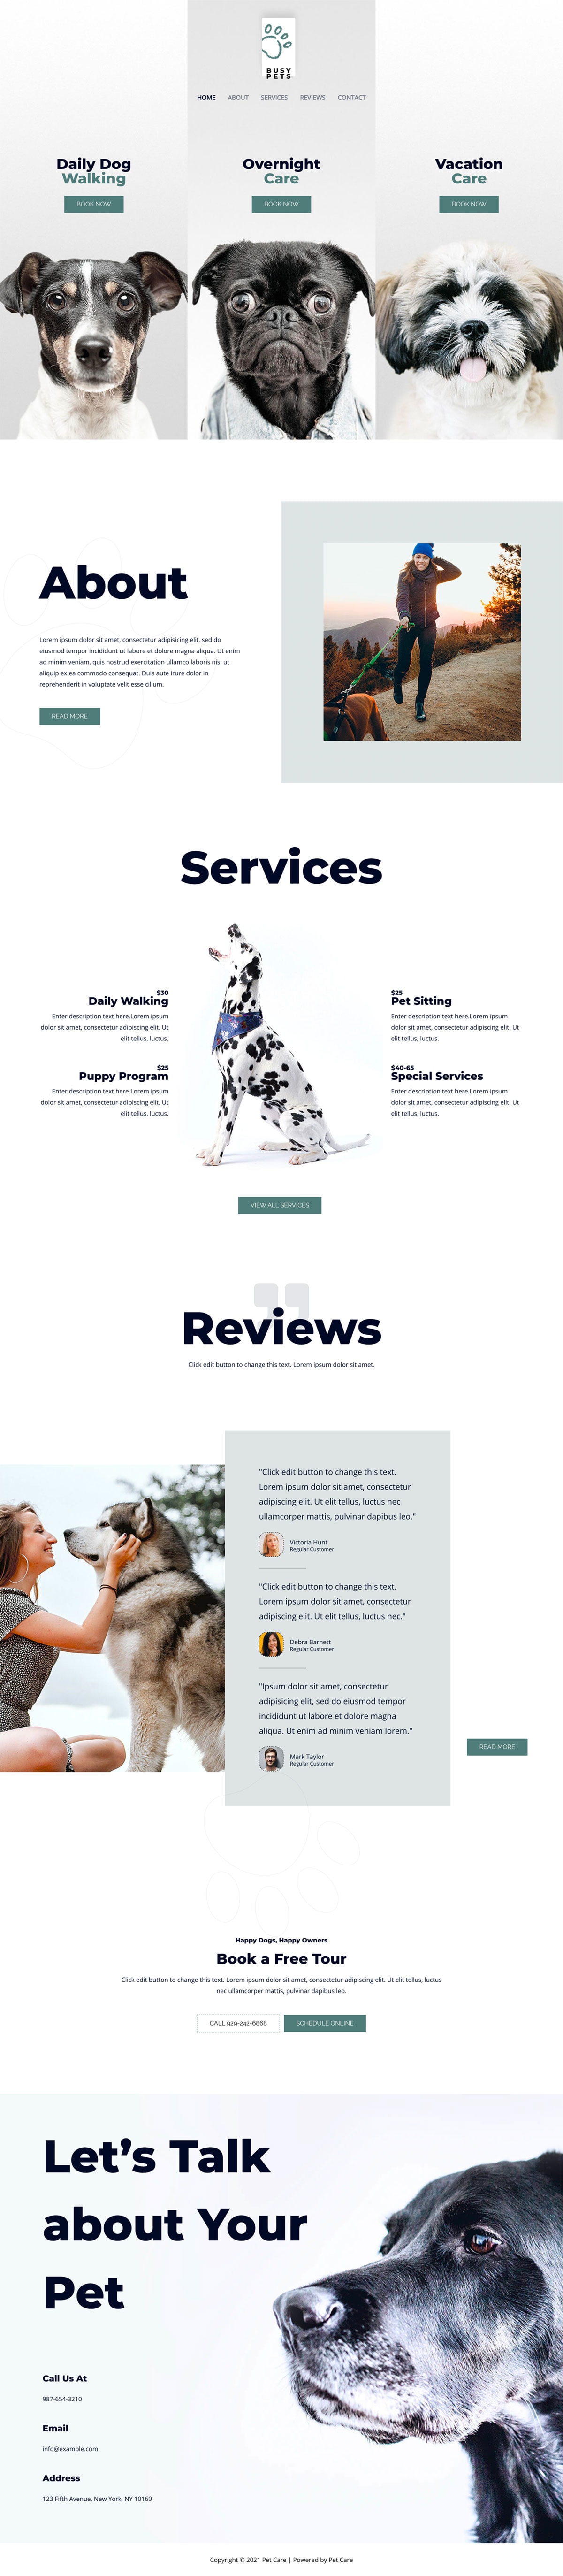 BUSY
PETS
HOME ABOUT SERVICES REVIEWS CONTACT
Daily Dog
Walking
BOOK NOW
Overnight
Care
BOOK NOW
Vacation
Care
BOOK NOW
About
Lorem ipsum dolor sit amet, consectetur adipisicing elit, sed do
eiusmod tempor incididunt ut labore et dolore magna aliqua. Ut enim
ad minim veniam, quis nostrud exercitation ullamco laboris nisi ut
aliquip ex ea commodo consequat. Duis aute irure dolor in
reprehenderit in voluptate velit esse cillum.
READ MORE
Services
$30
Daily Walking
Enter description text here.Lorem ipsum
dolor sit amet, consectetur adipiscing elit. Ut
elit tellus, luctus.
$25
Puppy Program
Enter description text here.Lorem ipsum
dolor sit amet, consectetur adipiscing elit. Ut
elit tellus, luctus.
$25
Pet Sitting
Enter description text here.Lorem ipsum
dolor sit amet, consectetur adipiscing elit. Ut
elit tellus, luctus.
$40-65
Special Services
Enter description text here.Lorem ipsum
dolor sit amet, consectetur adipiscing elit. Ut
elit tellus, luctus.
VIEW ALL SERVICES
Reviews
Click edit button to change this text. Lorem ipsum dolor sit amet.
"Click edit button to change this text.
Lorem ipsum dolor sit amet, consectetur
adipiscing elit. Ut elit tellus, luctus nec
ullamcorper mattis, pulvinar dapibus leo."
Victoria Hunt
Regular Customer
"Click edit button to change this text.
Lorem ipsum dolor sit amet, consectetur
adipiscing elit. Ut elit tellus, luctus nec."
Debra Barnett
Regular Customer
"Ipsum dolor sit amet, consectetur
adipisicing elit, sed do eiusmod tempor
incididunt ut labore et dolore magna
aliqua. Ut enim ad minim veniam lorem."
Mark Taylor
Regular Customer
READ MORE
Happy Dogs, Happy Owners
Book a Free Tour
Click edit button to change this text. Lorem ipsum dolor sit amet, consectetur adipiscing elit. Ut elit tellus, luctus
nec ullamcorper mattis, pulvinar dapibus leo.
CALL 929-242-6868
SCHEDULE ONLINE
Let's Talk
about Your
Pet
Call Us At
987-654-3210
Email
info@example.com
Address
123 Fifth Avenue, New York, NY 10160
Copyright © 2021 Pet Care | Powered by Pet Care